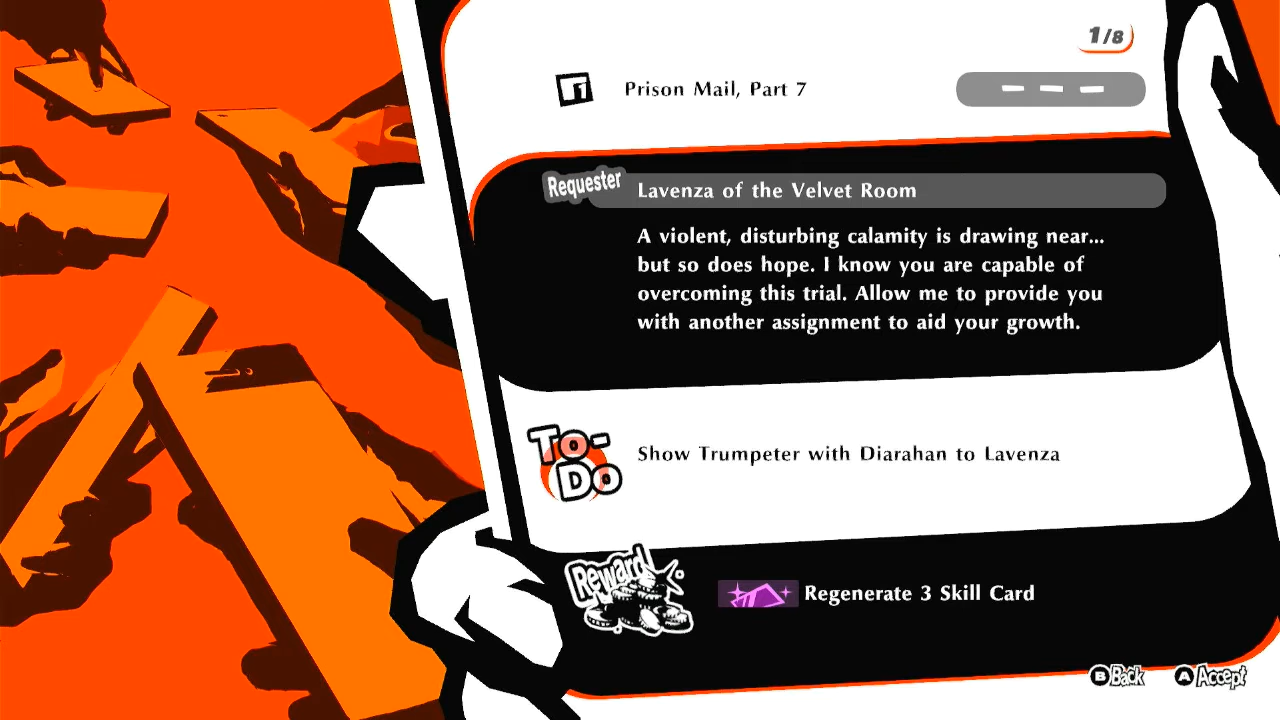 1/8
Prison Mail, Part 7
Requester
Lavenza of the Velvet Room
A violent, disturbing calamity is drawing near...
but so does hope. I know you are capable of
overcoming this trial. Allow me to provide you
with another assignment to aid your growth.
To-
Do
Show Trumpeter with Diarahan to Lavenza
Reward
Regenerate 3 Skill Card
B Back
A Accept